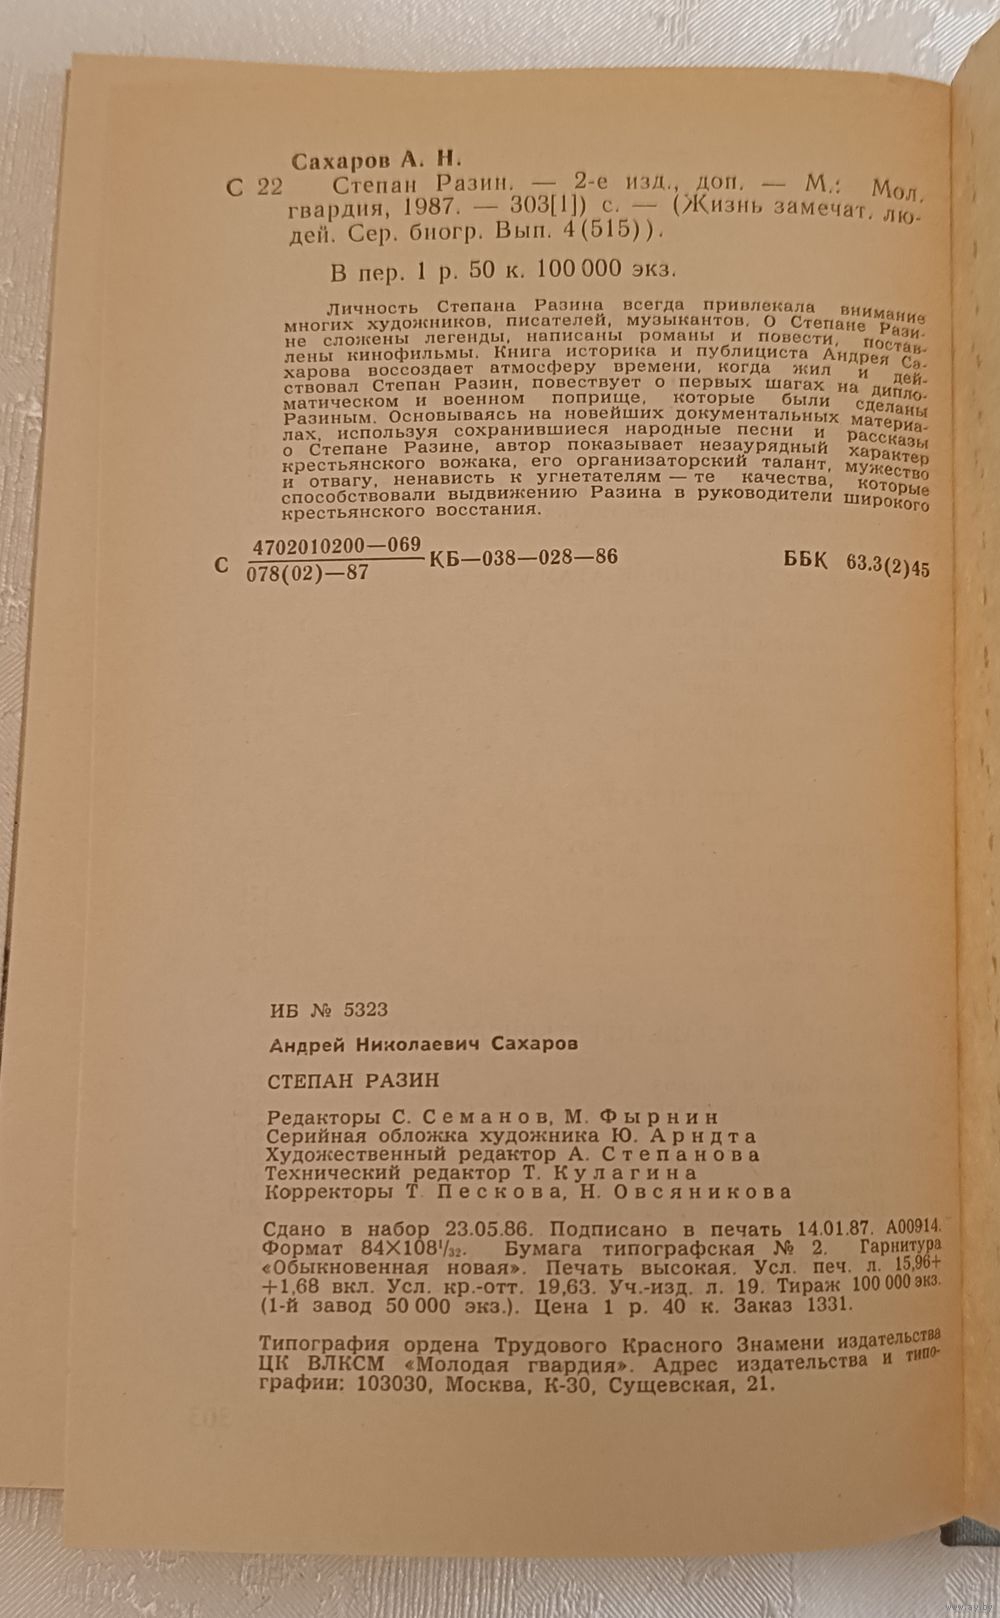 Сахаров А. Н.
С 22 Степан Разин. — 2-е изд., доп. — М.: Мол.
гвардия, 1987. — 303[1]) с. — (Жизнь замечат. лю-
дей. Сер. биогр. Вып. 4(515)).
В пер. 1 р. 50 к. 100 000 экз.
Личность Степана Разина всегда привлекала внимание
многих художников, писателей, музыкантов. О Степане Рази-
не сложены легенды, написаны романы и повести, постав-
лены кинофильмы. Книга историка и публициста Андрея Са-
харова воссоздает атмосферу времени, когда жил и дей-
ствовал Степан Разин, повествует о первых шагах на дипло-
матическом и военном поприще, которые были сделаны
Разиным. Основываясь на новейших документальных материа-
лах, используя сохранившиеся народные песни и рассказы
о Степане Разине, автор показывает незаурядный характер
крестьянского вожака, его организаторский талант, мужество
и отвагу, ненависть к угнетателям — те качества, которые
способствовали выдвижению Разина в руководители широкого
крестьянского восстания.
С 4702010200—069
078(02)—87 КБ—038—028—86 ББК 63.3(2)45
ИБ № 5323
Андрей Николаевич Сахаров
СТЕПАН РАЗИН
Редакторы С. Семанов, М. Фырнин
Серийная обложка художника Ю. Арндта
Художественный редактор А. Степанова
Технический редактор Т. Кулагина
Корректоры Т. Пескова, Н. Овсяникова
Сдано в набор 23.05.86. Подписано в печать 14.01.87. А00914.
Формат 84×108¹/₃₂. Бумага типографская № 2. Гарнитура
«Обыкновенная новая». Печать высокая. Усл. печ. л. 15,96+
+1,68 вкл. Усл. кр.-отт. 19,63. Уч.-изд. л. 19. Тираж 100 000 экз.
(1-й завод 50 000 экз.). Цена 1 р. 40 к. Заказ 1331.
Типография ордена Трудового Красного Знамени издательства
ЦК ВЛКСМ «Молодая гвардия». Адрес издательства и типо-
графии: 103030, Москва, К-30, Сущевская, 21.
www.ay.by